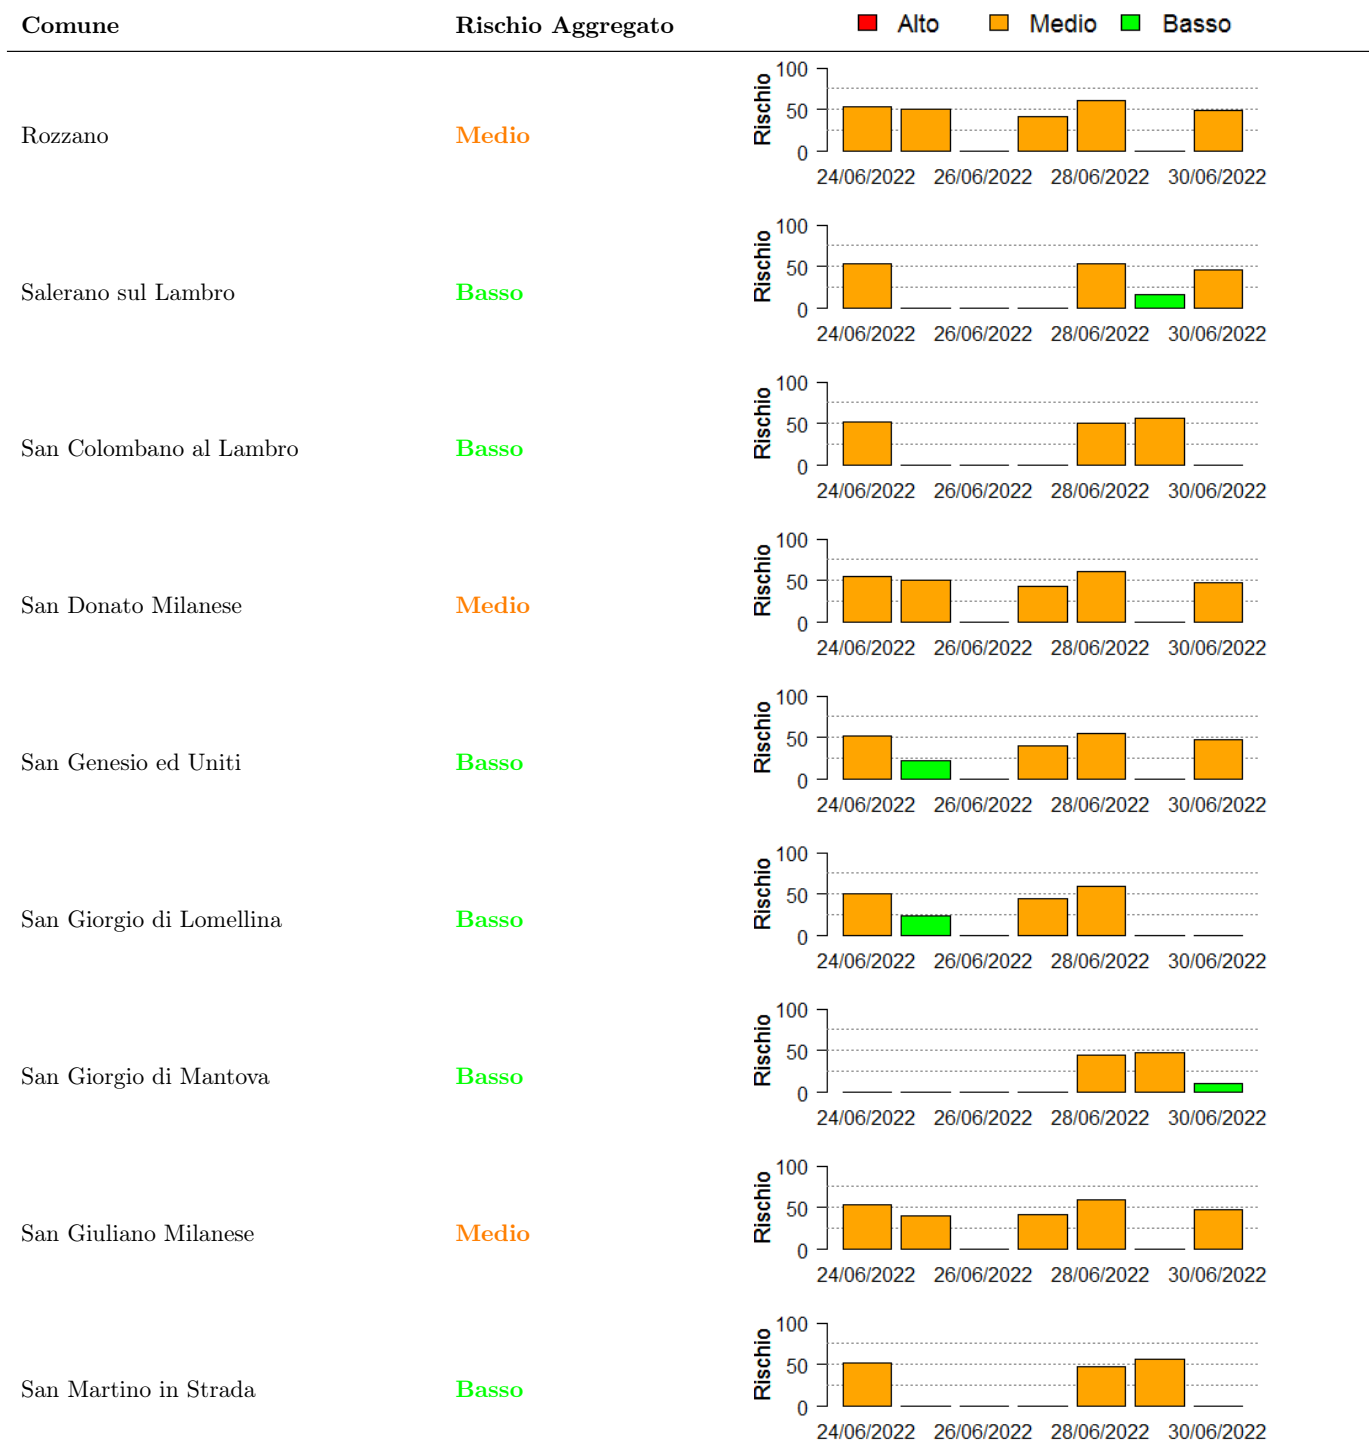 Comune Rischio Aggregato Alto Medio Basso
Rozzano Medio
Rischio
100
50
0
24/06/2022 26/06/2022 28/06/2022 30/06/2022
Salerano sul Lambro Basso
Rischio
100
50
0
24/06/2022 26/06/2022 28/06/2022 30/06/2022
San Colombano al Lambro Basso
Rischio
100
50
0
24/06/2022 26/06/2022 28/06/2022 30/06/2022
San Donato Milanese Medio
Rischio
100
50
0
24/06/2022 26/06/2022 28/06/2022 30/06/2022
San Genesio ed Uniti Basso
Rischio
100
50
0
24/06/2022 26/06/2022 28/06/2022 30/06/2022
San Giorgio di Lomellina Basso
Rischio
100
50
0
24/06/2022 26/06/2022 28/06/2022 30/06/2022
San Giorgio di Mantova Basso
Rischio
100
50
0
24/06/2022 26/06/2022 28/06/2022 30/06/2022
San Giuliano Milanese Medio
Rischio
100
50
0
24/06/2022 26/06/2022 28/06/2022 30/06/2022
San Martino in Strada Basso
Rischio
100
50
0
24/06/2022 26/06/2022 28/06/2022 30/06/2022